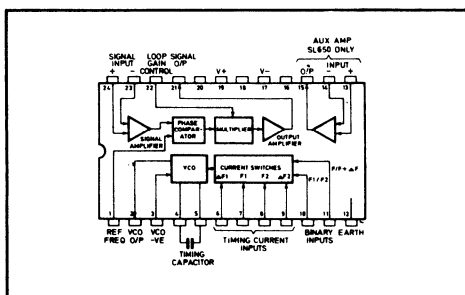 AUX AMP
SL650 ONLY
SIGNAL LOOP SIGNAL
INPUT GAIN O/P V+ V- O/P INPUT
+ - CONTROL - +
24 23 22 21 20 19 18 17 16 15 14 13
PHASE
COMPAR-
ATOR
MULTIPLIER
SIGNAL
AMPLIFIER
OUTPUT
AMPLIFIER
VCO
CURRENT SWITCHES
ΔF1 F1 F2 ΔF2
F/F+ΔF
F1/F2
1 2 3 4 5 6 7 8 9 10 11 12
REF VCO VCO TIMING CURRENT BINARY EARTH
FREQ O/P -VE INPUTS INPUTS
TIMING
CAPACITOR